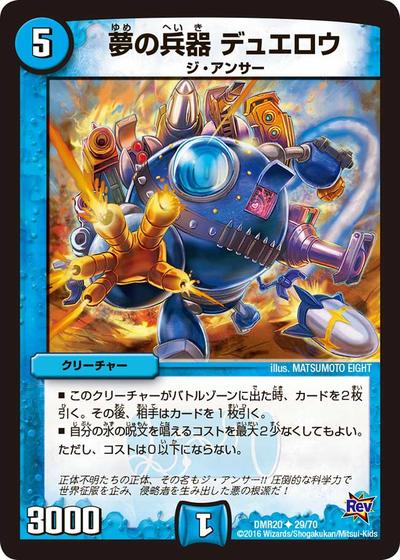 5
ゆめ へいき
夢の兵器 デュエロウ
ジ・アンサー
illus. MATSUMOTO EIGHT
クリーチャー
■ このクリーチャーがバトルゾーンに出た時、カードを2枚
引く。その後、相手はカードを1枚引く。
■ 自分の水の呪文を唱えるコストを最大2少なくしてもよい。
ただし、コストは0以下にならない。
正体不明たちの正体、その名もジ・アンサー!! 圧倒的な科学力で
世界征服を企み、侵略者を生み出した悪の根源だ!
Rev
3000
1
DMR20 ◆ 29/70
©2016 Wizards/Shogakukan/Mitsui-Kids